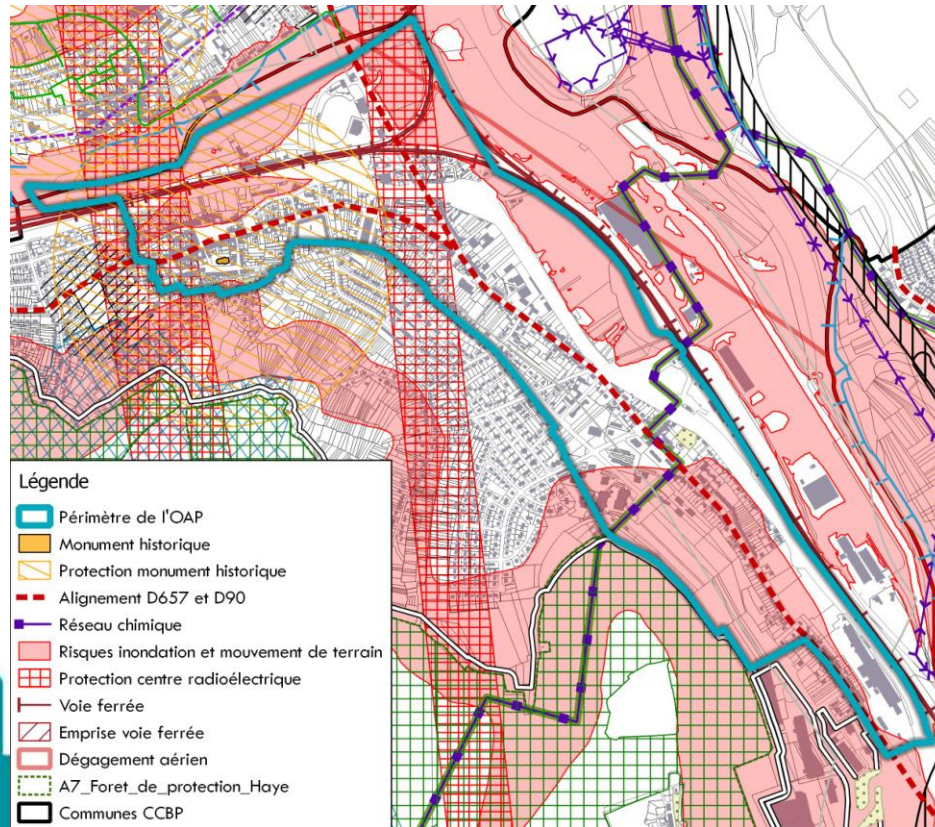 Légende
Périmètre de l'OAP
Monument historique
Protection monument historique
Alignement D657 et D90
Réseau chimique
Risques inondation et mouvement de terrain
Protection centre radioélectrique
Voie ferrée
Emprise voie ferrée
Dégagement aérien
A7_Foret_de_protection_Haye
Communes CCBP